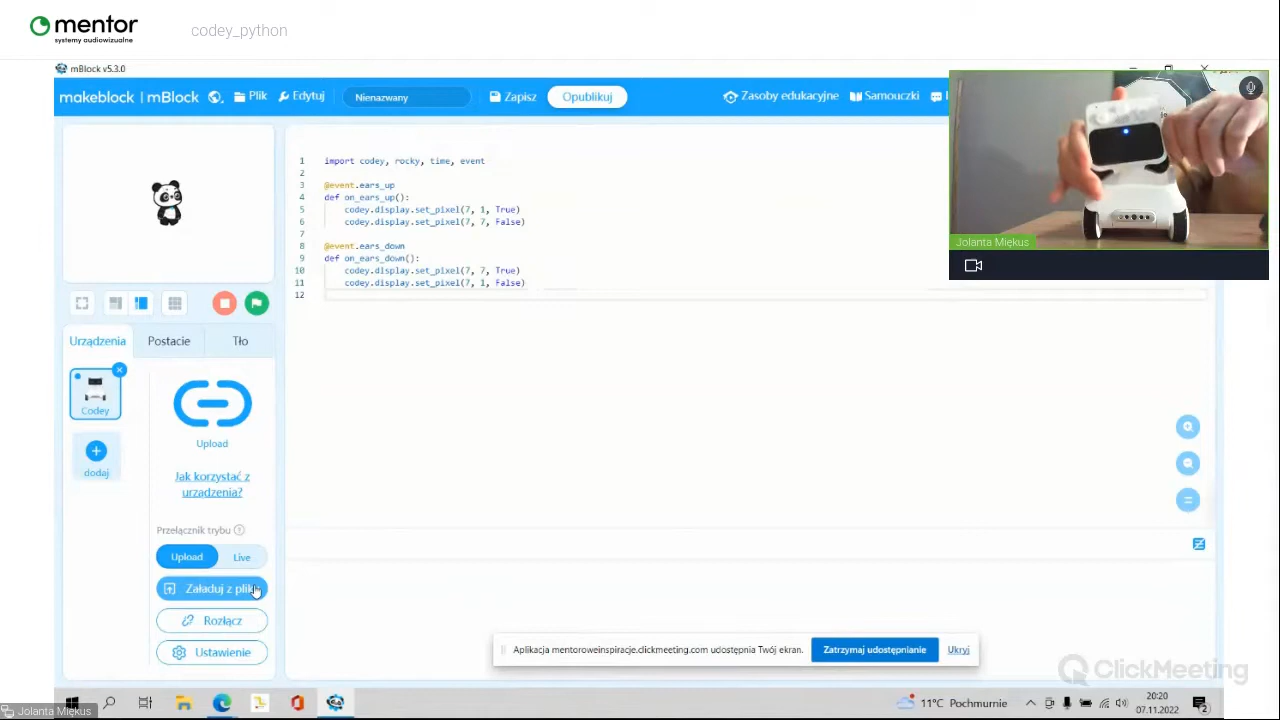 mentor
systemy audiowizualne
codey_python
mBlock v5.3.0
makeblock | mBlock
Plik
Edytuj
Nienazwany
Zapisz
Opublikuj
Zasoby edukacyjne
Samouczki
Jolanta Miękus
1 import codey, rocky, time, event
2
3 @event.ears_up
4 def on_ears_up():
5 codey.display.set_pixel(7, 1, True)
6 codey.display.set_pixel(7, 7, False)
7
8 @event.ears_down
9 def on_ears_down():
10 codey.display.set_pixel(7, 7, True)
11 codey.display.set_pixel(7, 1, False)
12
Urządzenia
Postacie
Tło
Codey
dodaj
Upload
Jak korzystać z
urządzenia?
Przełącznik trybu
Upload
Live
Załaduj z pliku
Rozłącz
Ustawienie
Aplikacja mentoroweinspiracje.clickmeeting.com udostępnia Twój ekran.
Zatrzymaj udostępnianie
Ukryj
ClickMeeting
11°C Pochmurnie
20:20
07.11.2022
2
Jolanta Miękus